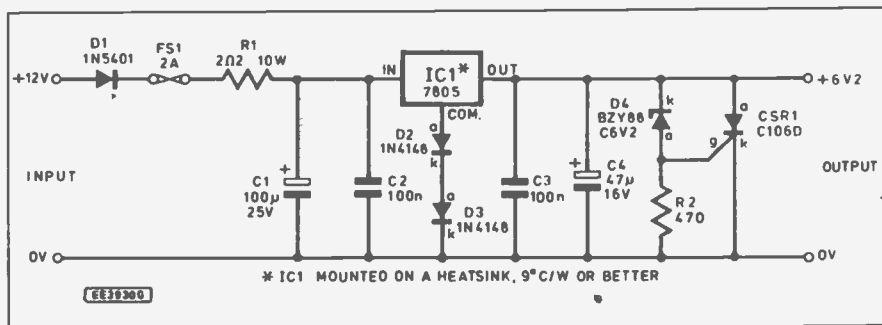 D1
1N5401
FS1
2A
R1
2Ω2 10W
+12V
IN
IC1*
7805
OUT
COM.
+6V2
D4
BZY88
C6V2
k
a
a
g
k
CSR1
C106D
D2
1N4148
a
k
INPUT
+
C1
100µ
25V
C2
100n
a
D3
1N4148
k
C3
100n
+
C4
47µ
16V
R2
470
OUTPUT
0V
0V
* IC1 MOUNTED ON A HEATSINK, 9°C/W OR BETTER
EE3930G